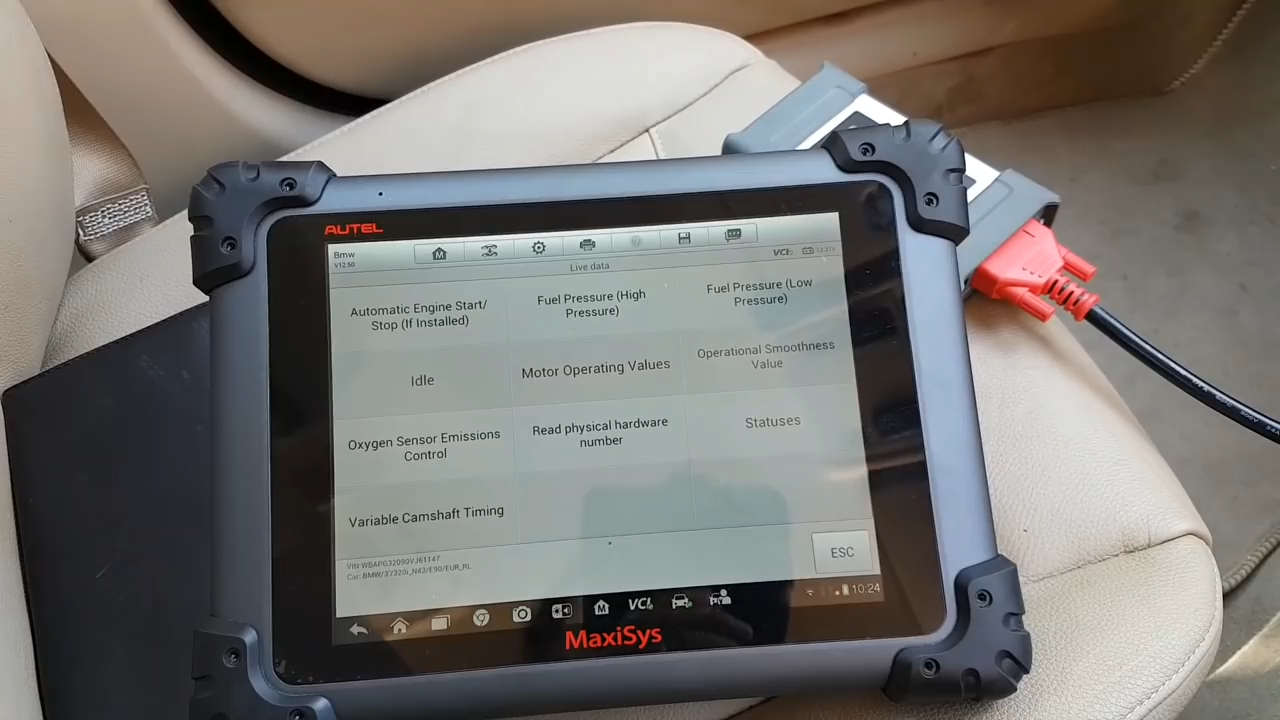 AUTEL
Bmw
V12.50
Live data
VCI
Automatic Engine Start/
Stop (If Installed)
Fuel Pressure (High
Pressure)
Fuel Pressure (Low
Pressure)
Idle
Motor Operating Values
Operational Smoothness
Value
Oxygen Sensor Emissions
Control
Read physical hardware
number
Statuses
Variable Camshaft Timing
VIN:WBAPG32090VJ61147
Car: BMW/3'/320i_N43/E90/EUR_RL
ESC
VCI
10:24
MaxiSys